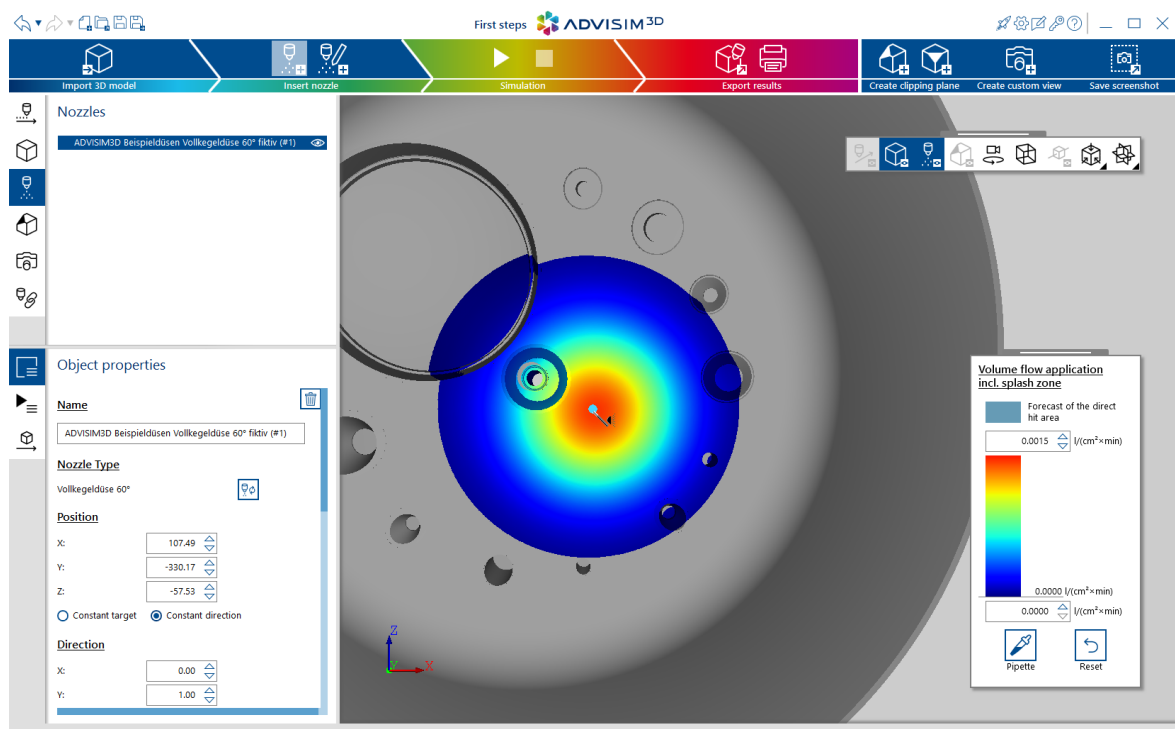 First steps ADVISIM3D
Import 3D model
Insert nozzle
Simulation
Export results
Create clipping plane
Create custom view
Save screenshot
Nozzles
ADVISIM3D Beispieldüsen Vollkegeldüse 60° fiktiv (#1)
Object properties
Name
ADVISIM3D Beispieldüsen Vollkegeldüse 60° fiktiv (#1)
Nozzle Type
Vollkegeldüse 60°
Position
X: 107.49
Y: -330.17
Z: -57.53
Constant target Constant direction
Direction
X: 0.00
Y: 1.00
Z
Y
X
Volume flow application
incl. splash zone
Forecast of the direct
hit area
0.0015 l/(cm²×min)
0.0000 l/(cm²×min)
0.0000 l/(cm²×min)
Pipette
Reset